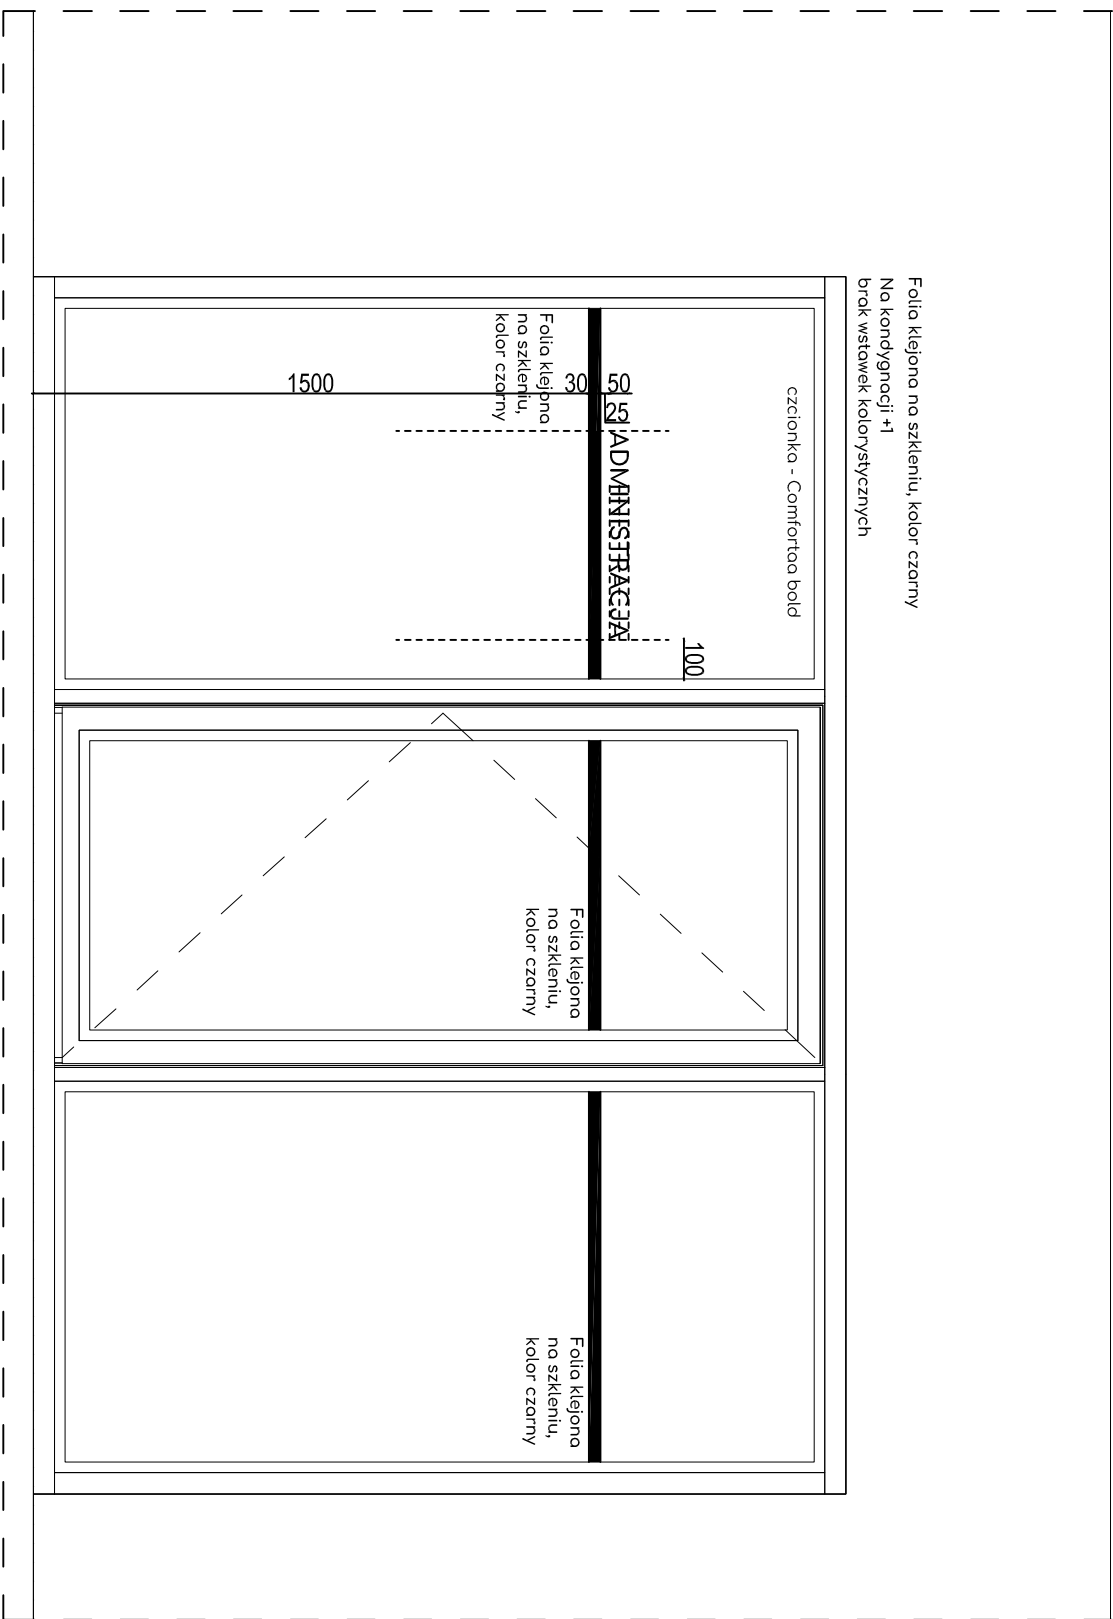 Folia klejona na szkleniu, kolor czarny
Na kondygnacji +1
brak wstawek kolorystycznych
czcionka - Comfortaa bold
100
ADMINISTRACJA
50
25
30
1500
Folia klejona
na szkleniu,
kolor czarny
Folia klejona
na szkleniu,
kolor czarny
Folia klejona
na szkleniu,
kolor czarny